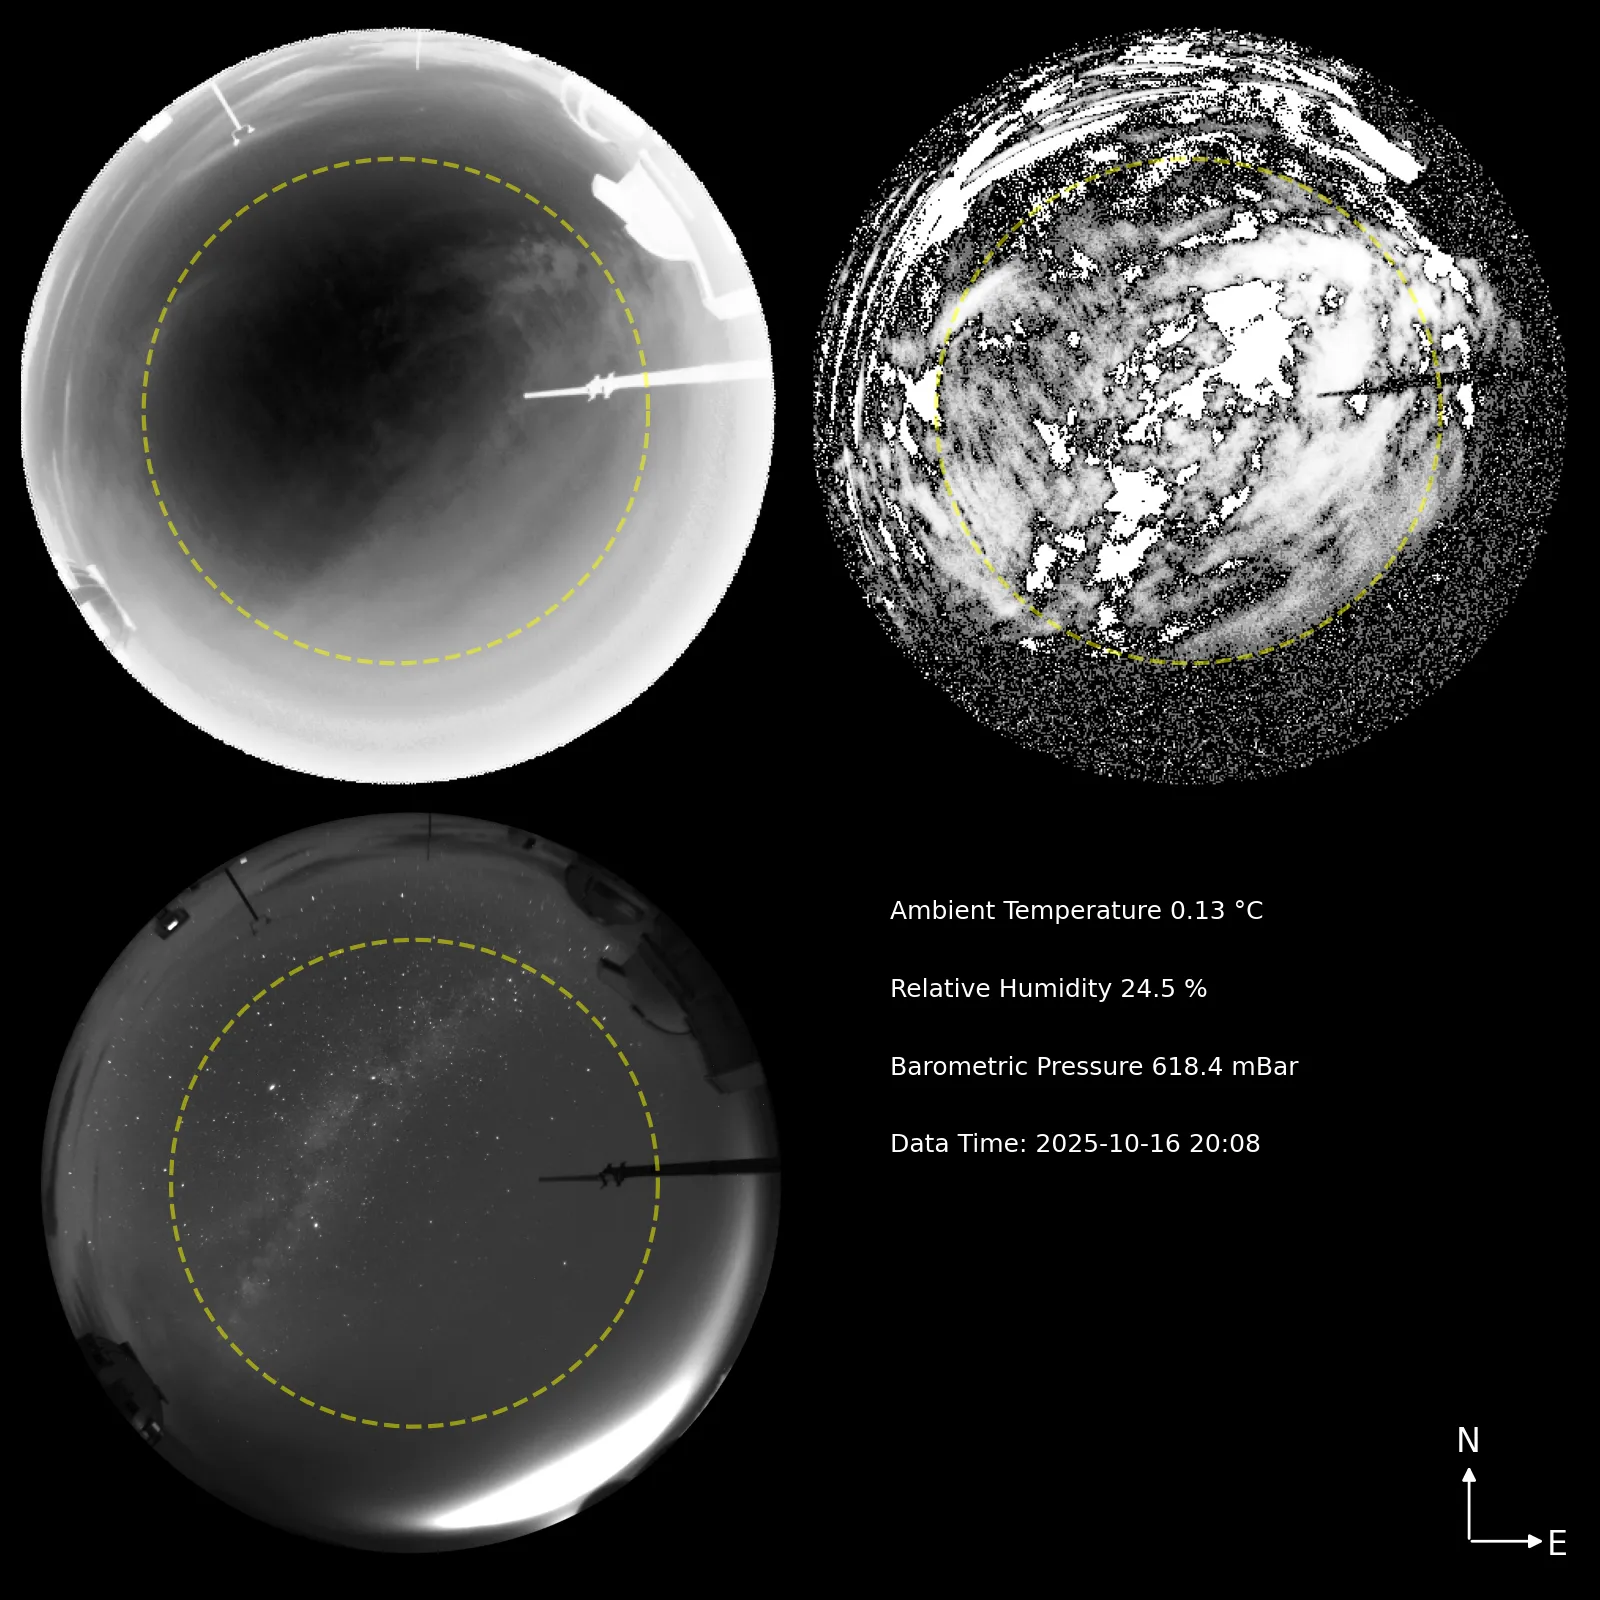 Ambient Temperature 0.13 °C
Relative Humidity 24.5 %
Barometric Pressure 618.4 mBar
Data Time: 2025-10-16 20:08
N
E